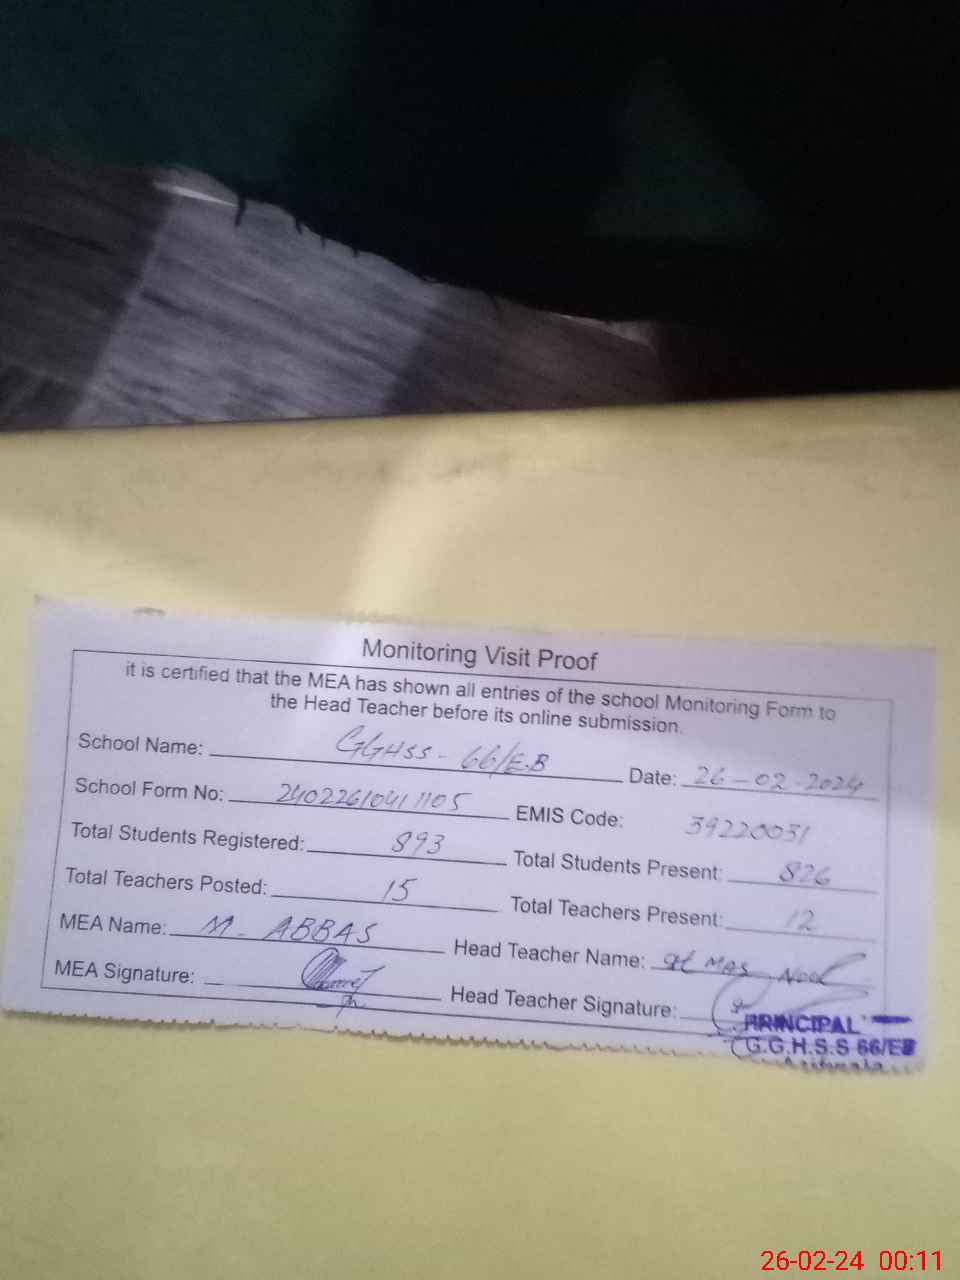 Monitoring Visit Proof
it is certified that the MEA has shown all entries of the school Monitoring Form to
the Head Teacher before its online submission.
School Name: GGHSS - 66/E.B Date: 26-02-2024
School Form No: 24022610411105 EMIS Code: 39220031
Total Students Registered: 893 Total Students Present: 826
Total Teachers Posted: 15 Total Teachers Present: 12
MEA Name: M. ABBAS Head Teacher Name:
MEA Signature: Head Teacher Signature:
PRINCIPAL
G.G.H.S.S 66/EB
26-02-24 00:11